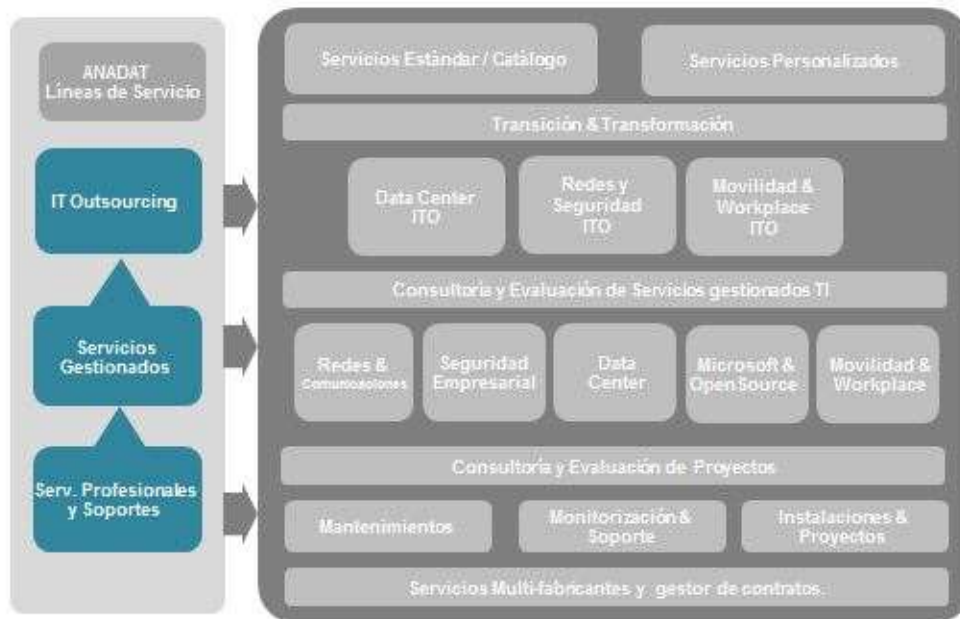 ANADAT
Líneas de Servicio
IT Outsourcing
Servicios
Gestionados
Serv. Profesionales
y Soportes
Servicios Estándar / Catálogo
Servicios Personalizados
Transición & Transformación
Data Center
ITO
Redes y
Seguridad
ITO
Movilidad &
Workplace
ITO
Consultoría y Evaluación de Servicios gestionados TI
Redes &
Comunicaciones
Seguridad
Empresarial
Data
Center
Microsoft &
OpenSource
Movilidad &
Workplace
Consultoría y Evaluación de Proyectos
Mantenimientos
Monitorización &
Soporte
Instalaciones &
Proyectos
Servicios Multi-fabricantes y gestor de contratos.